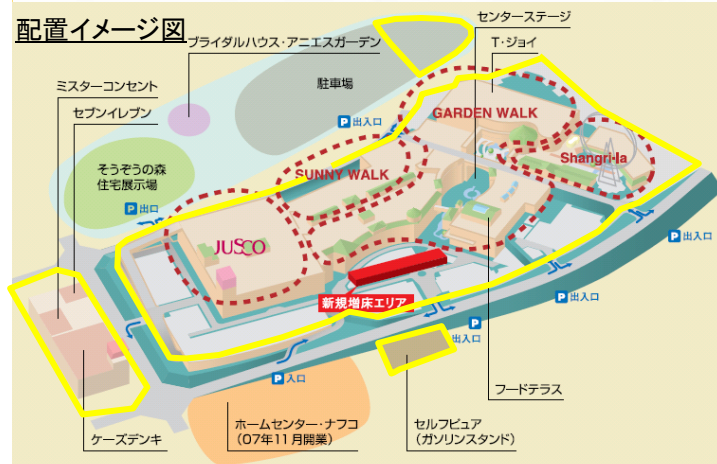 配置イメージ図
ブライダルハウス・アニエスガーデン
センターステージ
T・ジョイ
ミスターコンセント
セブンイレブン
駐車場
P出入口
GARDEN WALK
Shangri-la
SUNNY WALK
そうぞうの森
住宅展示場
P出口
JUSCO
新規増床エリア
P出入口
P出入口
P出入口
P入口
フードテラス
ケーズデンキ
ホームセンター・ナフコ
(07年11月開業)
セルフピュア
(ガソリンスタンド)